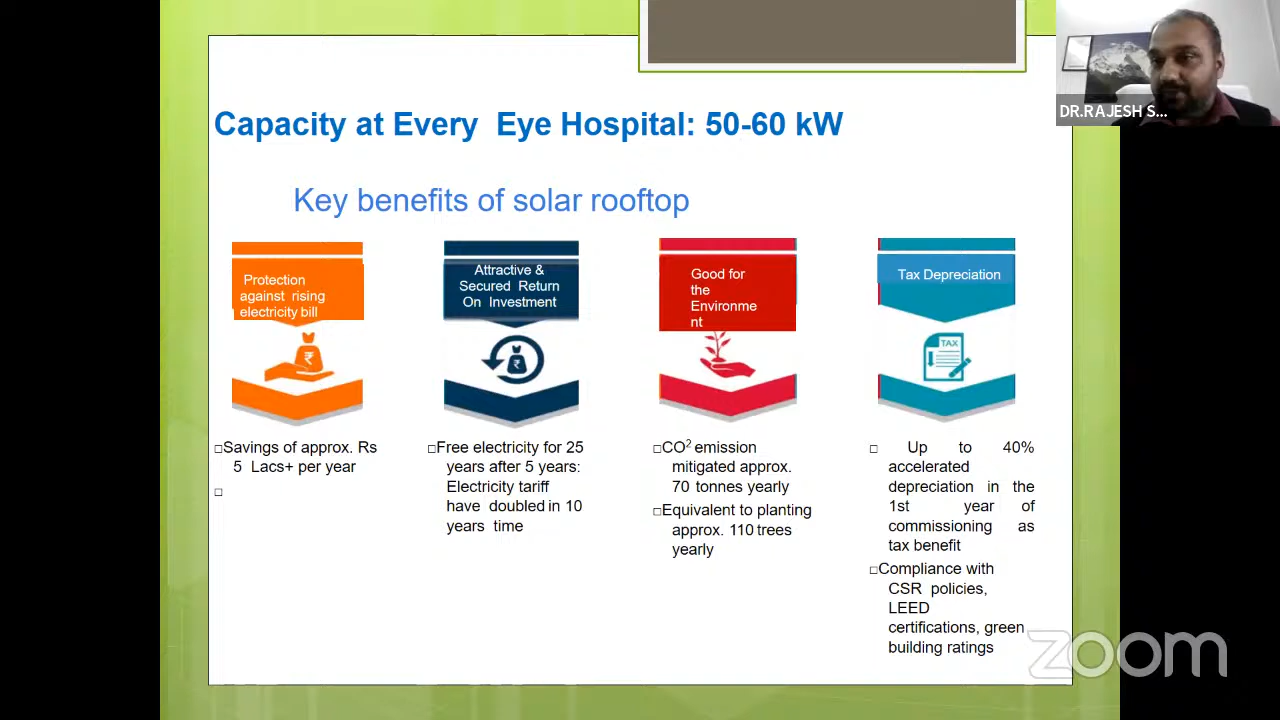 DR.RAJESH S...
Capacity at Every Eye Hospital: 50-60 kW
Key benefits of solar rooftop
Protection
against rising
electricity bill
Attractive &
Secured Return
On Investment
Good for
the
Environme
nt
Tax Depreciation
₹
₹
TAX
□Savings of approx. Rs
5 Lacs+ per year
□
□Free electricity for 25
years after 5 years:
Electricity tariff
have doubled in 10
years time
□CO² emission
mitigated approx.
70 tonnes yearly
□Equivalent to planting
approx. 110 trees
yearly
□ Up to 40%
accelerated
depreciation in the
1st year of
commissioning as
tax benefit
□Compliance with
CSR policies,
LEED
certifications, green
building ratings
zoom